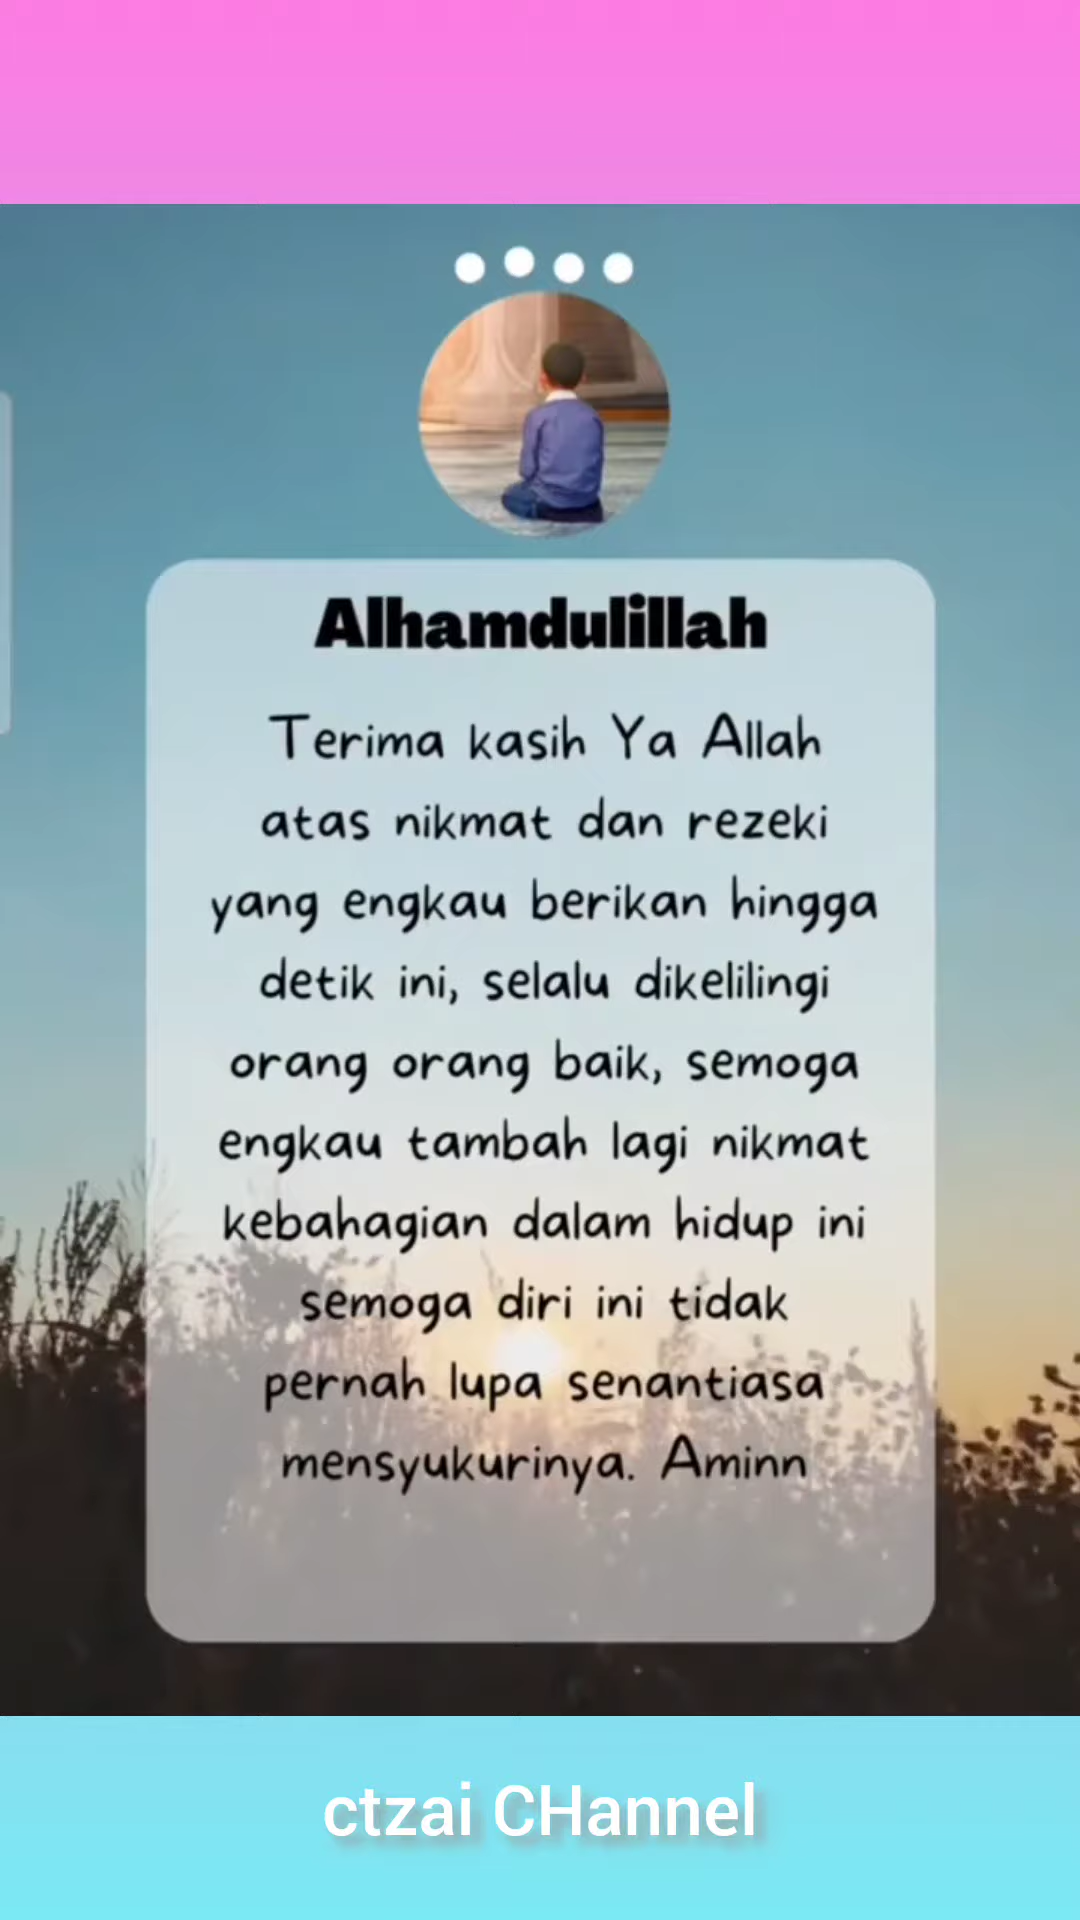 Alhamdulillah
Terima kasih Ya Allah
atas nikmat dan rezeki
yang engkau berikan hingga
detik ini, selalu dikelilingi
orang orang baik, semoga
engkau tambah lagi nikmat
kebahagian dalam hidup ini
semoga diri ini tidak
pernah lupa senantiasa
mensyukurinya. Aminn
ctzai CHannel